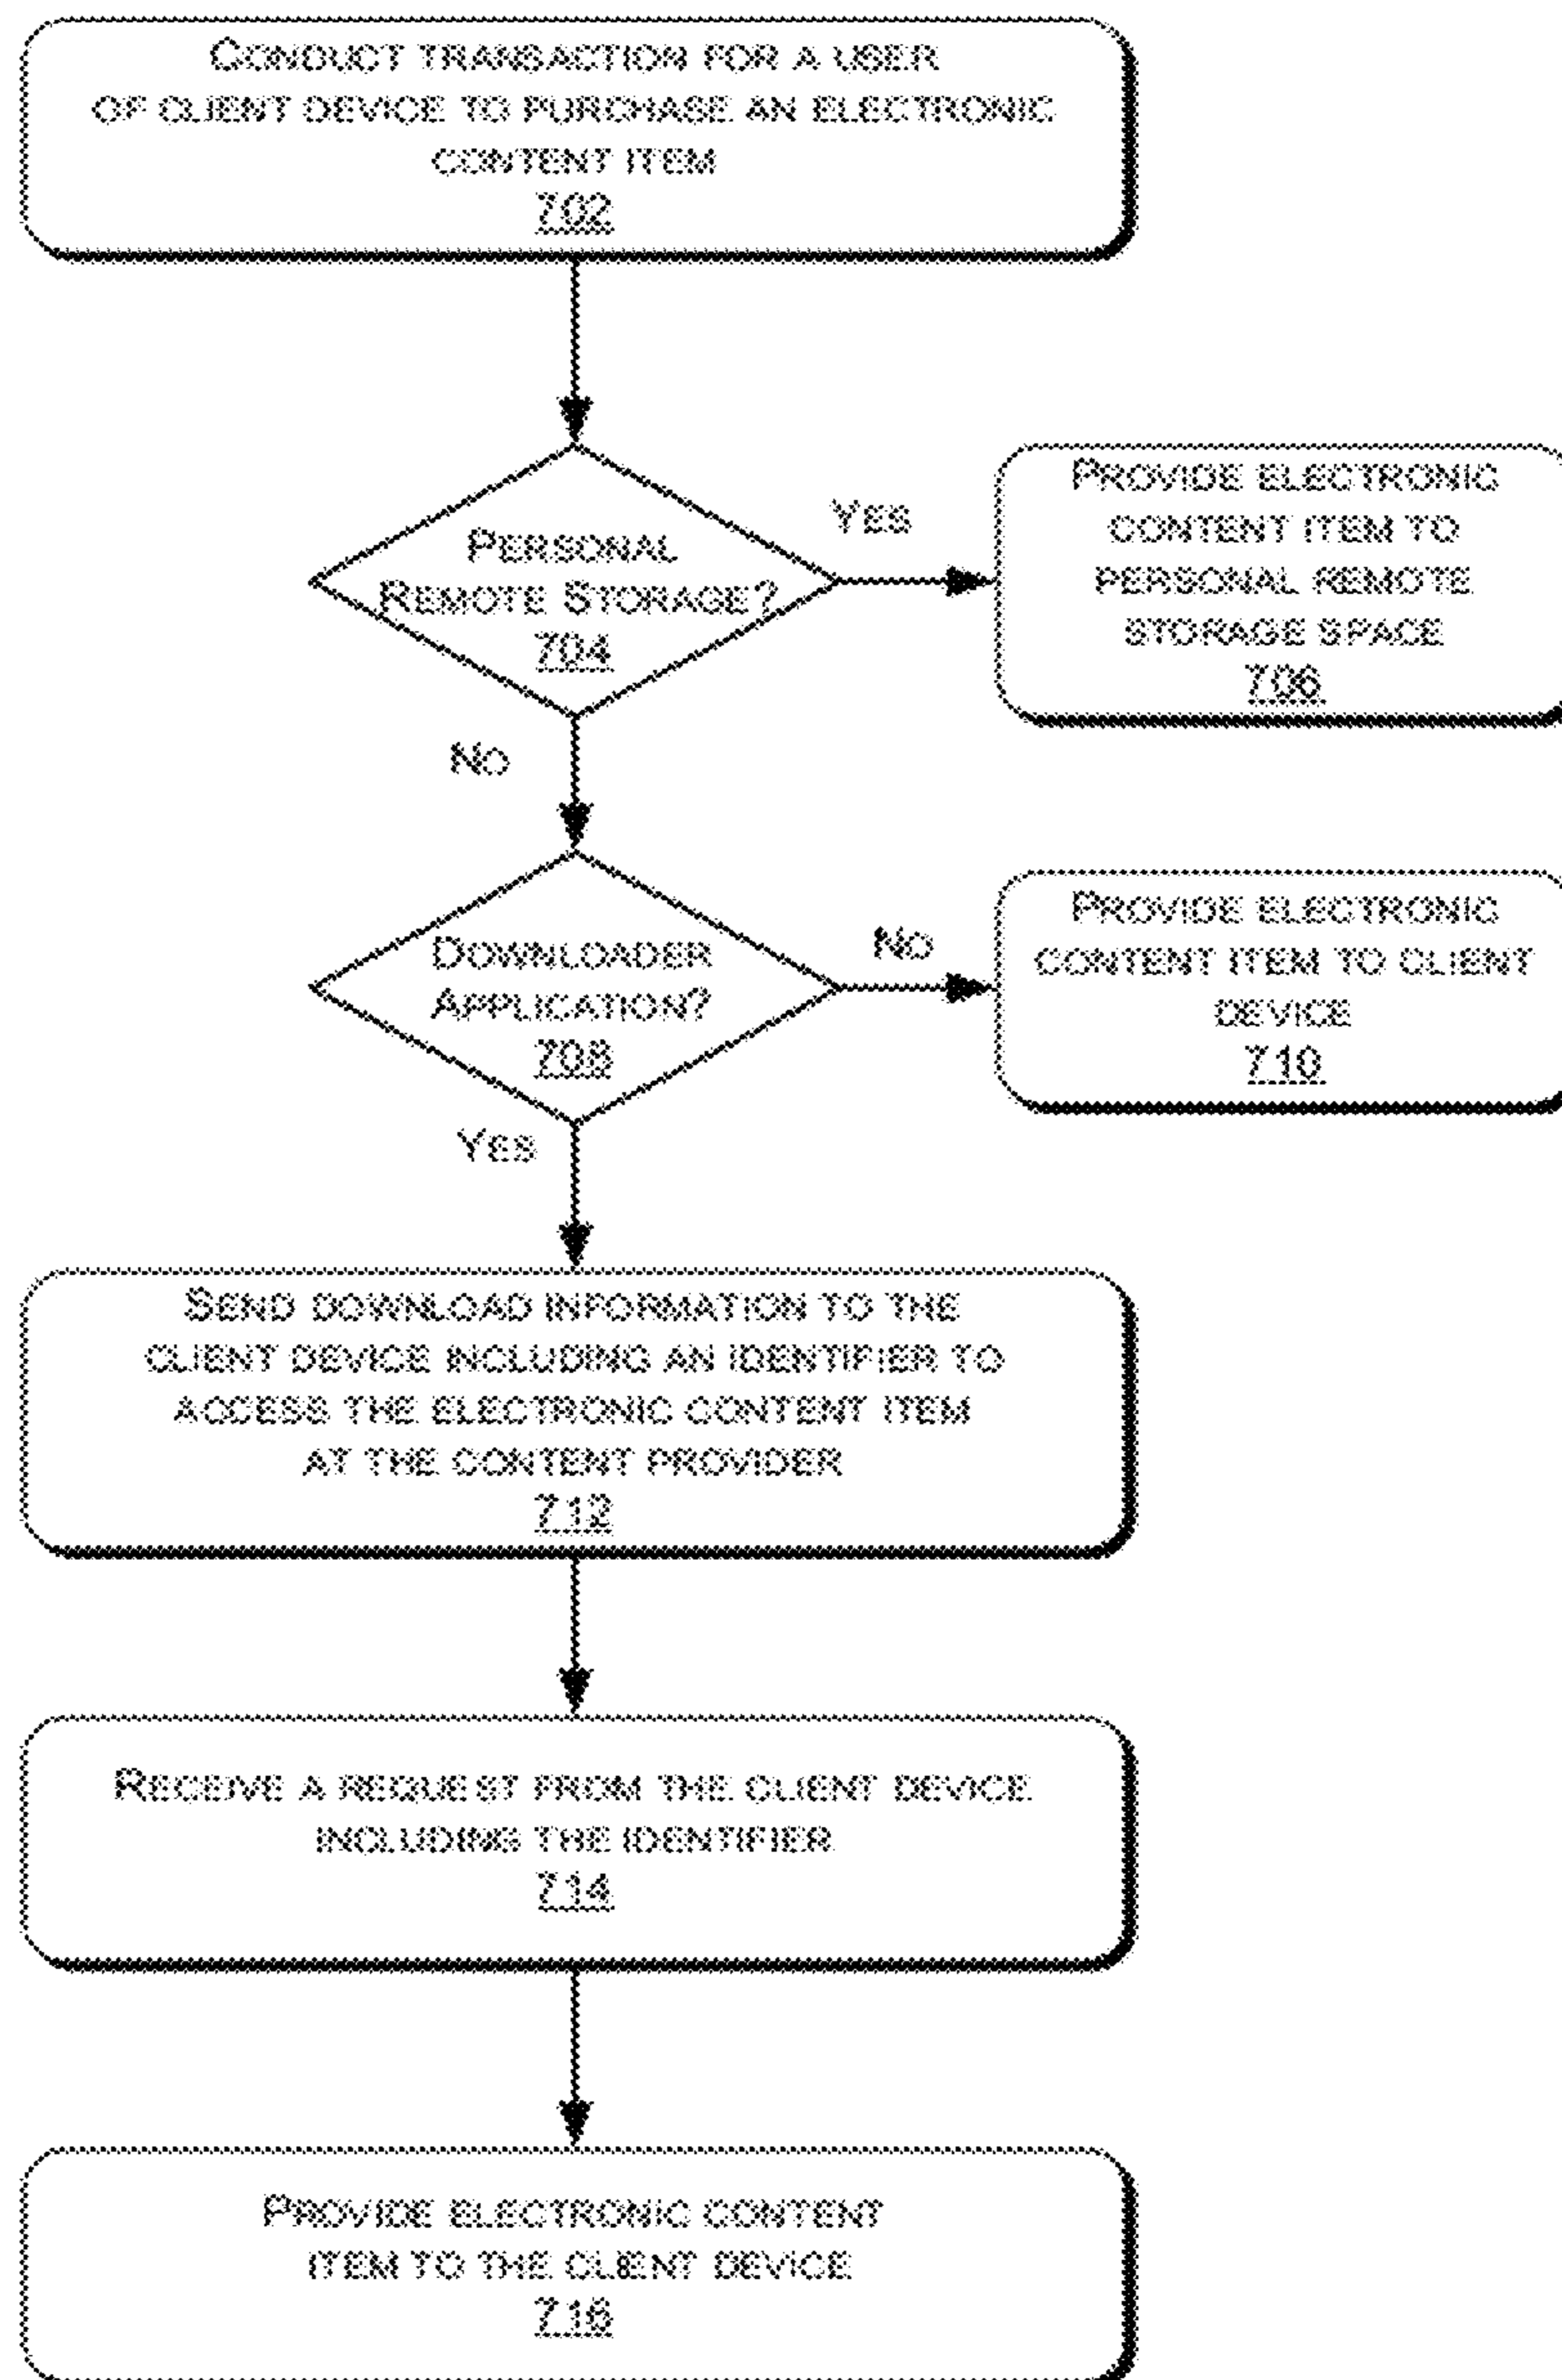 CONDUCT TRANSACTION FOR A USER
OF CLIENT DEVICE TO PURCHASE AN ELECTRONIC
CONTENT ITEM
702
PERSONAL
REMOTE STORAGE?
704
YES
PROVIDE ELECTRONIC
CONTENT ITEM TO
PERSONAL REMOTE
STORAGE SPACE
706
NO
DOWNLOADER
APPLICATION?
708
NO
PROVIDE ELECTRONIC
CONTENT ITEM TO CLIENT
DEVICE
710
YES
SEND DOWNLOAD INFORMATION TO THE
CLIENT DEVICE INCLUDING AN IDENTIFIER TO
ACCESS THE ELECTRONIC CONTENT ITEM
AT THE CONTENT PROVIDER
712
RECEIVE A REQUEST FROM THE CLIENT DEVICE
INCLUDING THE IDENTIFIER
714
PROVIDE ELECTRONIC CONTENT
ITEM TO THE CLIENT DEVICE
716